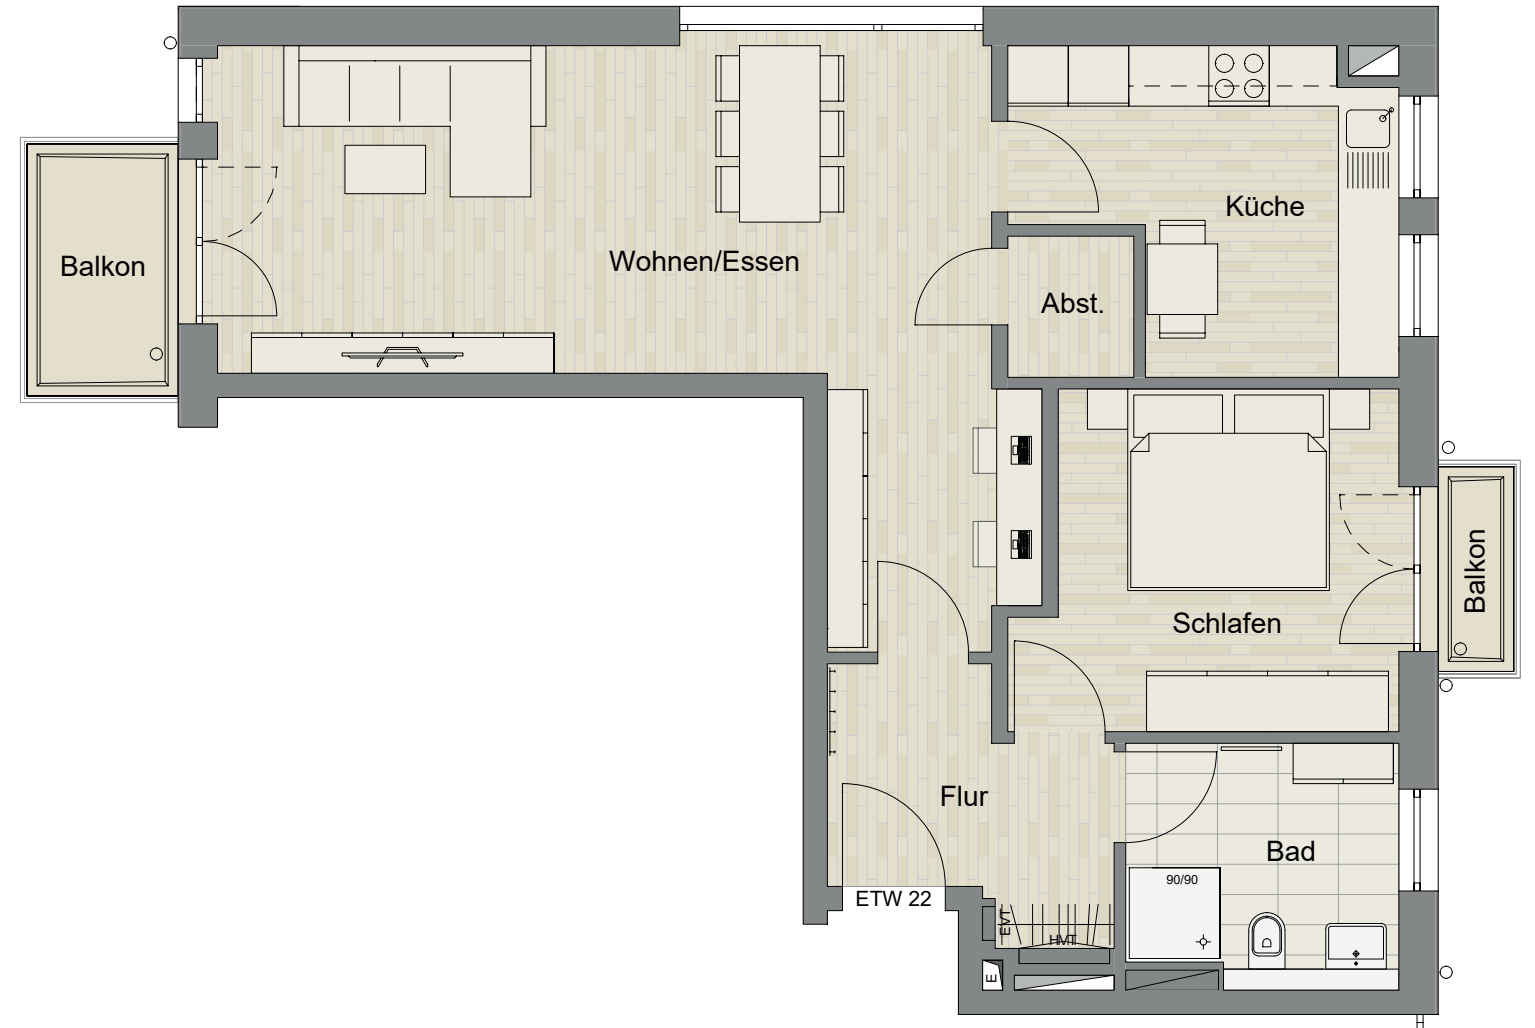 Küche
Wohnen/Essen
Balkon
Abst.
Balkon
Schlafen
Flur
Bad
90/90
ETW 22
EVT
HVT
E